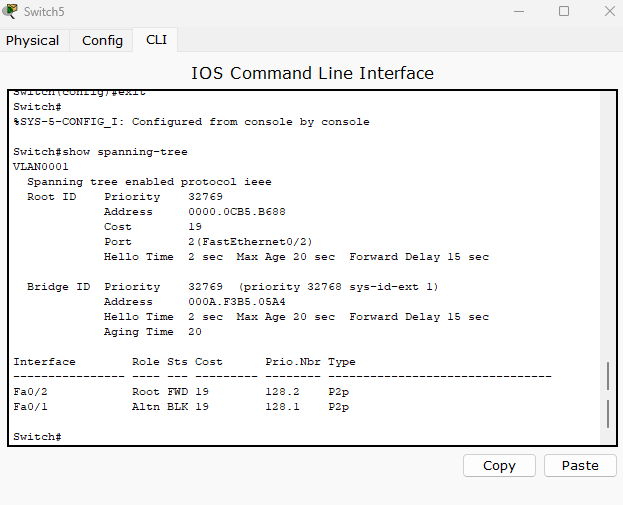 Switch5
Physical Config CLI
IOS Command Line Interface
Switch(config)#exit
Switch#
%SYS-5-CONFIG_I: Configured from console by console
Switch#show spanning-tree
VLAN0001
  Spanning tree enabled protocol ieee
  Root ID    Priority    32769
             Address     0000.0CB5.B688
             Cost        19
             Port        2(FastEthernet0/2)
             Hello Time  2 sec  Max Age 20 sec  Forward Delay 15 sec
  Bridge ID  Priority    32769  (priority 32768 sys-id-ext 1)
             Address     000A.F3B5.05A4
             Hello Time  2 sec  Max Age 20 sec  Forward Delay 15 sec
             Aging Time  20
Interface        Role Sts Cost      Prio.Nbr Type
---------------- ---- --- --------- -------- --------------------------------
Fa0/2            Root FWD 19        128.2    P2p
Fa0/1            Altn BLK 19        128.1    P2p
Switch#
Copy Paste